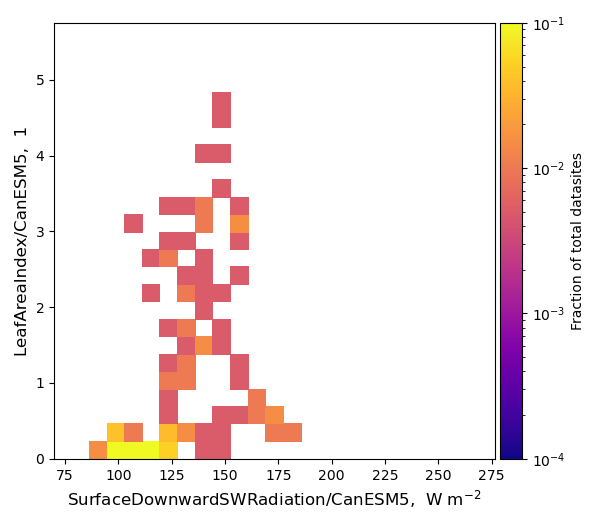 5
4
3
2
1
0
LeafAreaIndex/CanESM5, 1
75 100 125 150 175 200 225 250 275
SurfaceDownwardSWRadiation/CanESM5, W m⁻²
10⁻¹
10⁻²
10⁻³
10⁻⁴
Fraction of total datasites